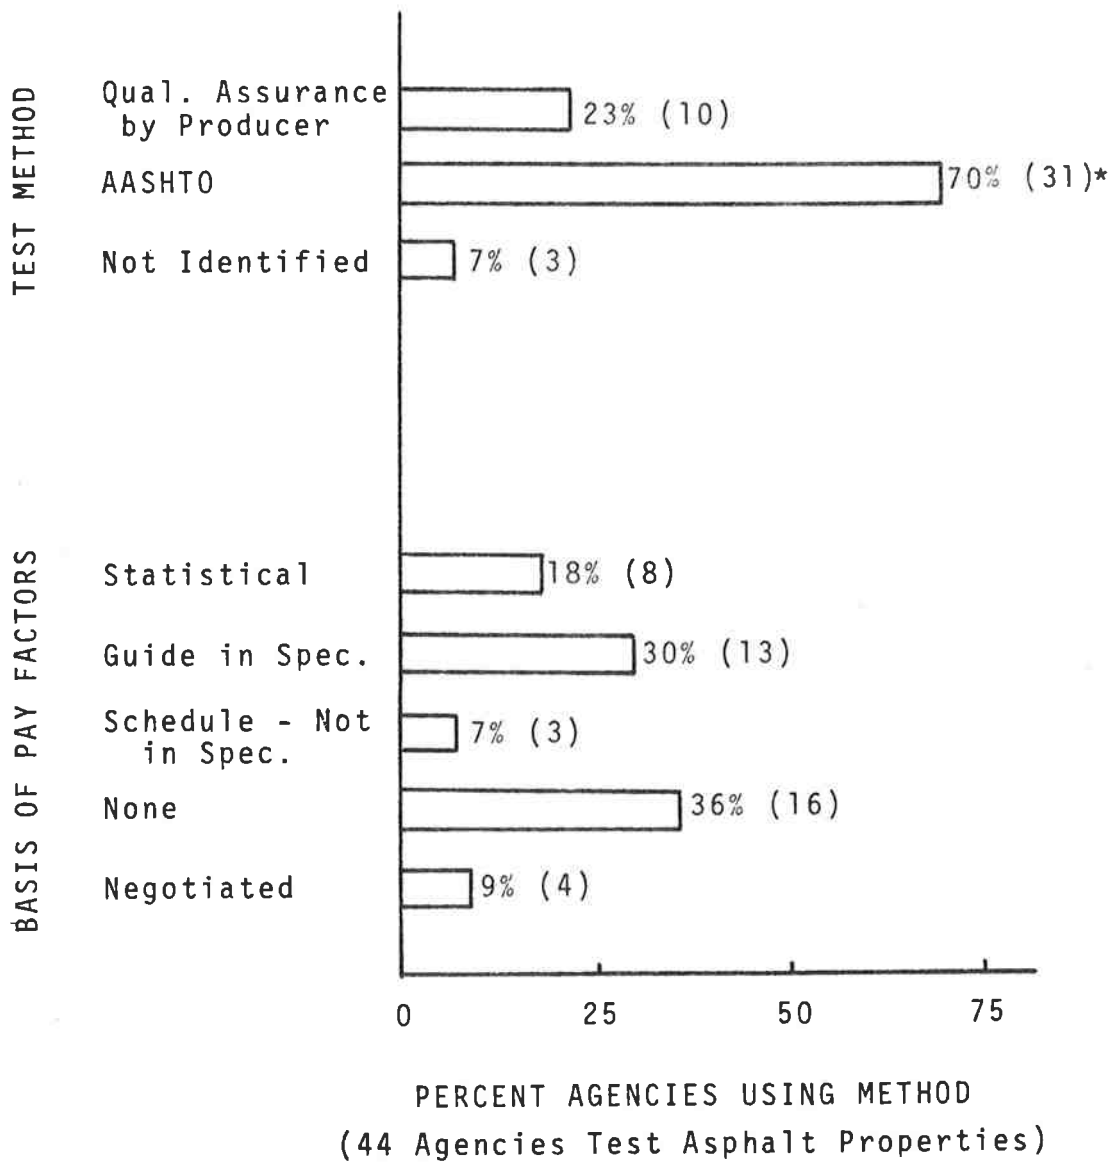 TEST METHOD
Qual. Assurance
by Producer
23% (10)
AASHTO
70% (31)*
Not Identified
7% (3)
BASIS OF PAY FACTORS
Statistical
18% (8)
Guide in Spec.
30% (13)
Schedule - Not
in Spec.
7% (3)
None
36% (16)
Negotiated
9% (4)
0 25 50 75
PERCENT AGENCIES USING METHOD
(44 Agencies Test Asphalt Properties)